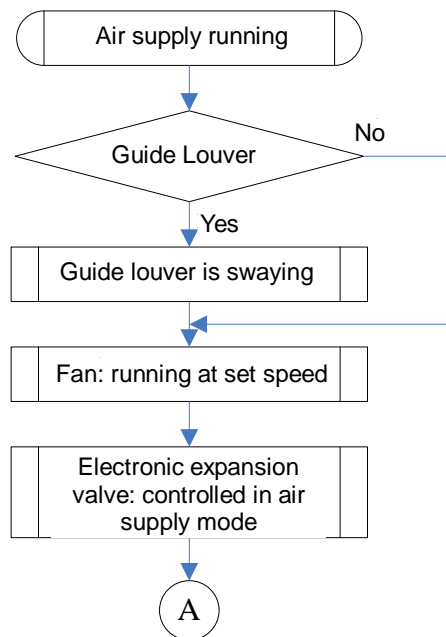 Air supply running
No
Guide Louver
Yes
Guide louver is swaying
Fan: running at set speed
Electronic expansion
valve: controlled in air
supply mode
A